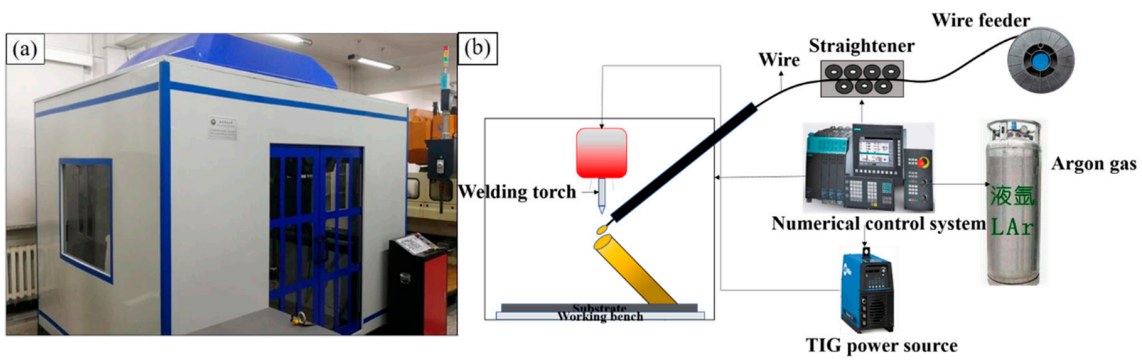 (a)
(b)
Wire feeder
Straightener
Wire
Argon gas
Welding torch
液氩
LAr
Numerical control system
Substrate
Working bench
TIG power source